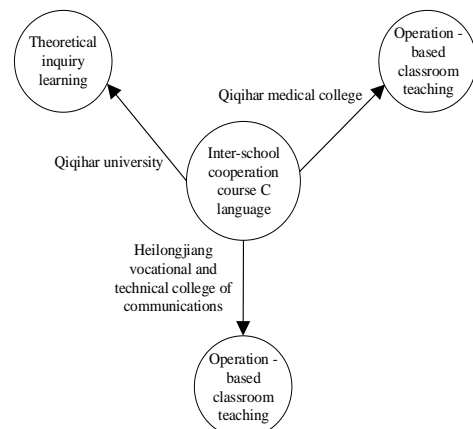 Theoretical
inquiry
learning
Operation -
based
classroom
teaching
Qiqihar medical college
Qiqihar university
Inter-school
cooperation
course C
language
Heilongjiang
vocational and
technical college of
communications
Operation -
based
classroom
teaching